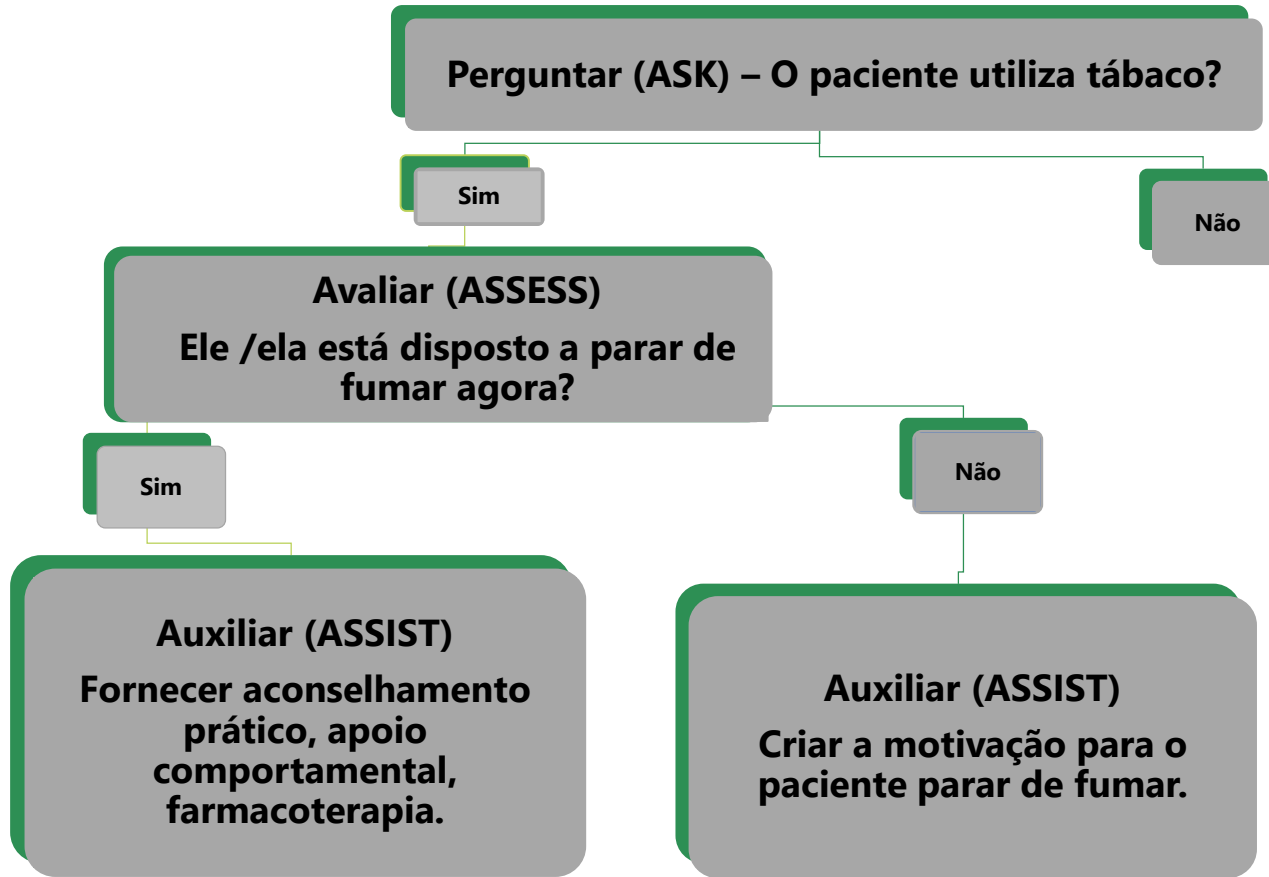 Perguntar (ASK) – O paciente utiliza tábaco?
Sim
Não
Avaliar (ASSESS)
Ele /ela está disposto a parar de
fumar agora?
Sim
Não
Auxiliar (ASSIST)
Fornecer aconselhamento
prático, apoio
comportamental,
farmacoterapia.
Auxiliar (ASSIST)
Criar a motivação para o
paciente parar de fumar.